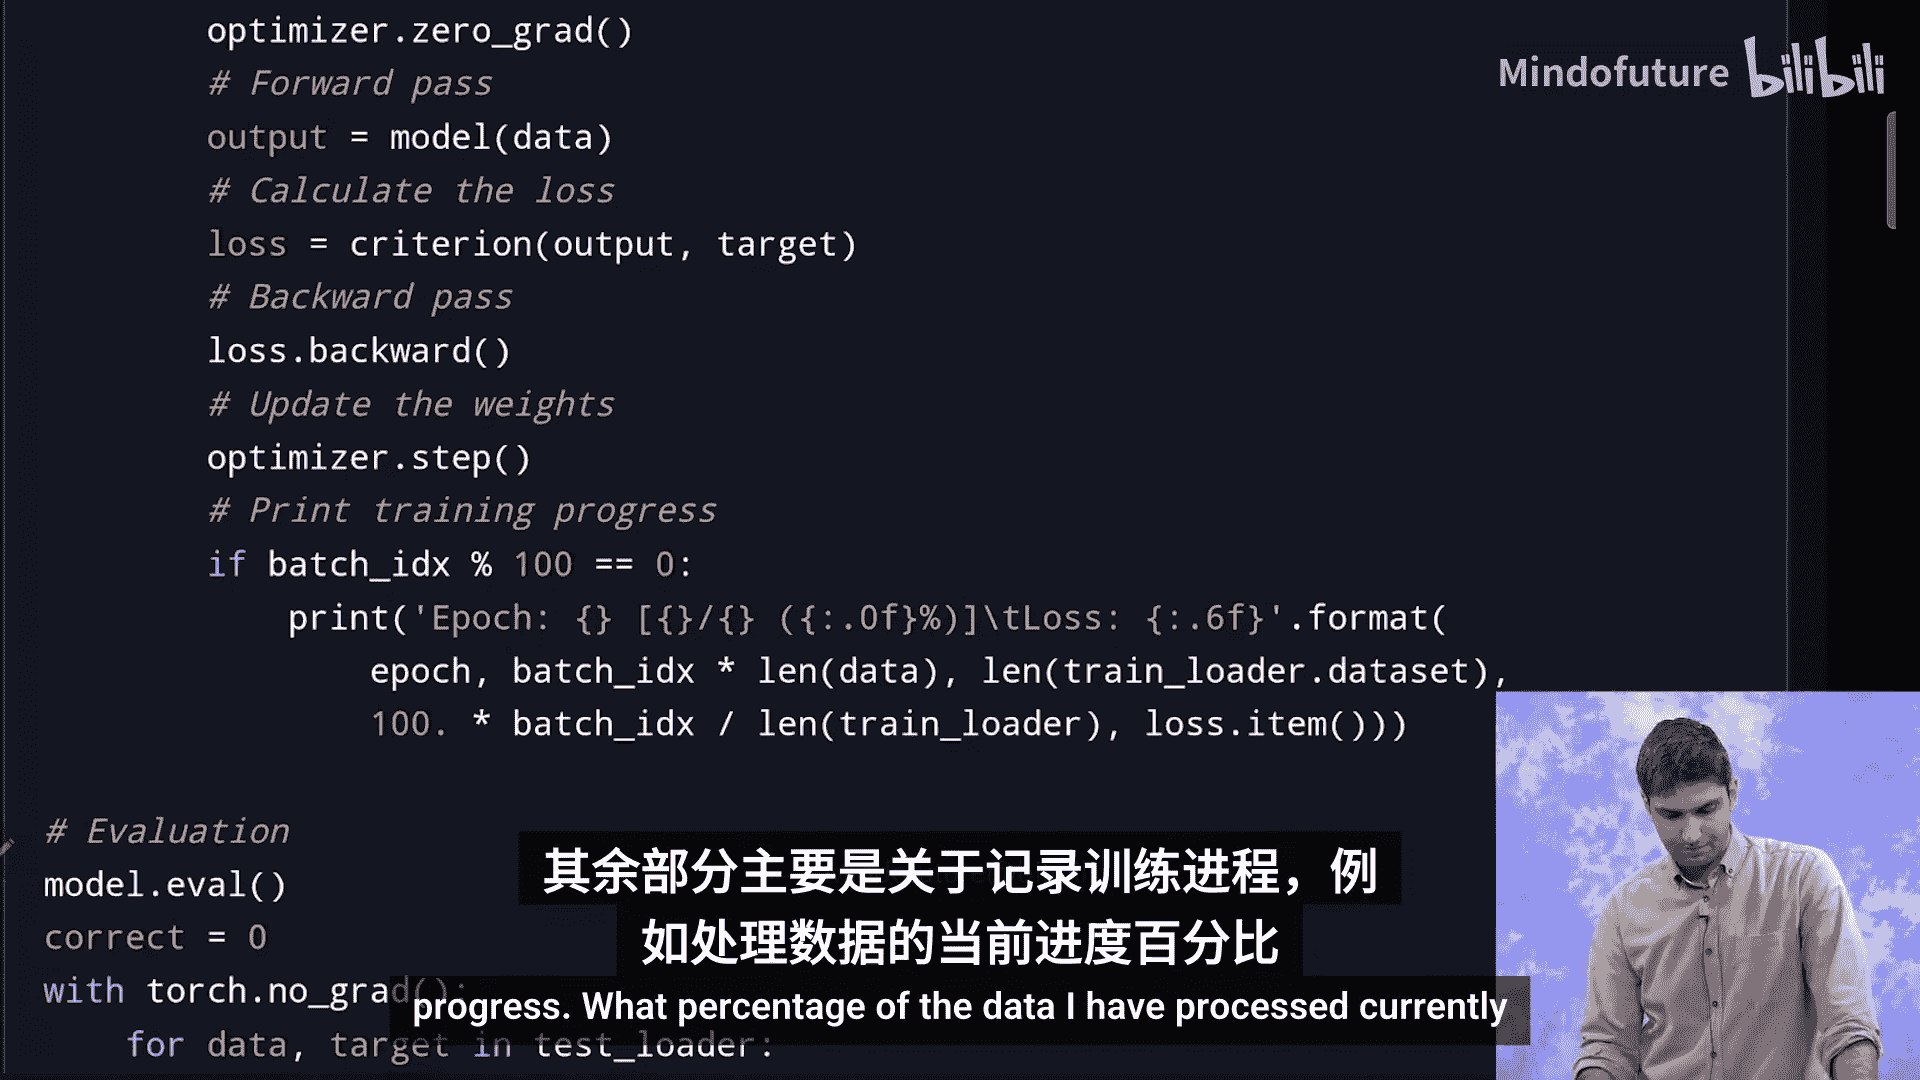 optimizer.zero_grad()
# Forward pass
output = model(data)
# Calculate the loss
loss = criterion(output, target)
# Backward pass
loss.backward()
# Update the weights
optimizer.step()
# Print training progress
if batch_idx % 100 == 0:
print('Epoch: {} [{}/{} ({:.0f}%)]\tLoss: {:.6f}'.format(
epoch, batch_idx * len(data), len(train_loader.dataset),
100. * batch_idx / len(train_loader), loss.item()))
# Evaluation
model.eval()
correct = 0
with torch.no_grad():
for data, target in test_loader:
Mindofuture bilibili
其余部分主要是关于记录训练进程，例
如处理数据的当前进度百分比
progress. What percentage of the data I have processed currently